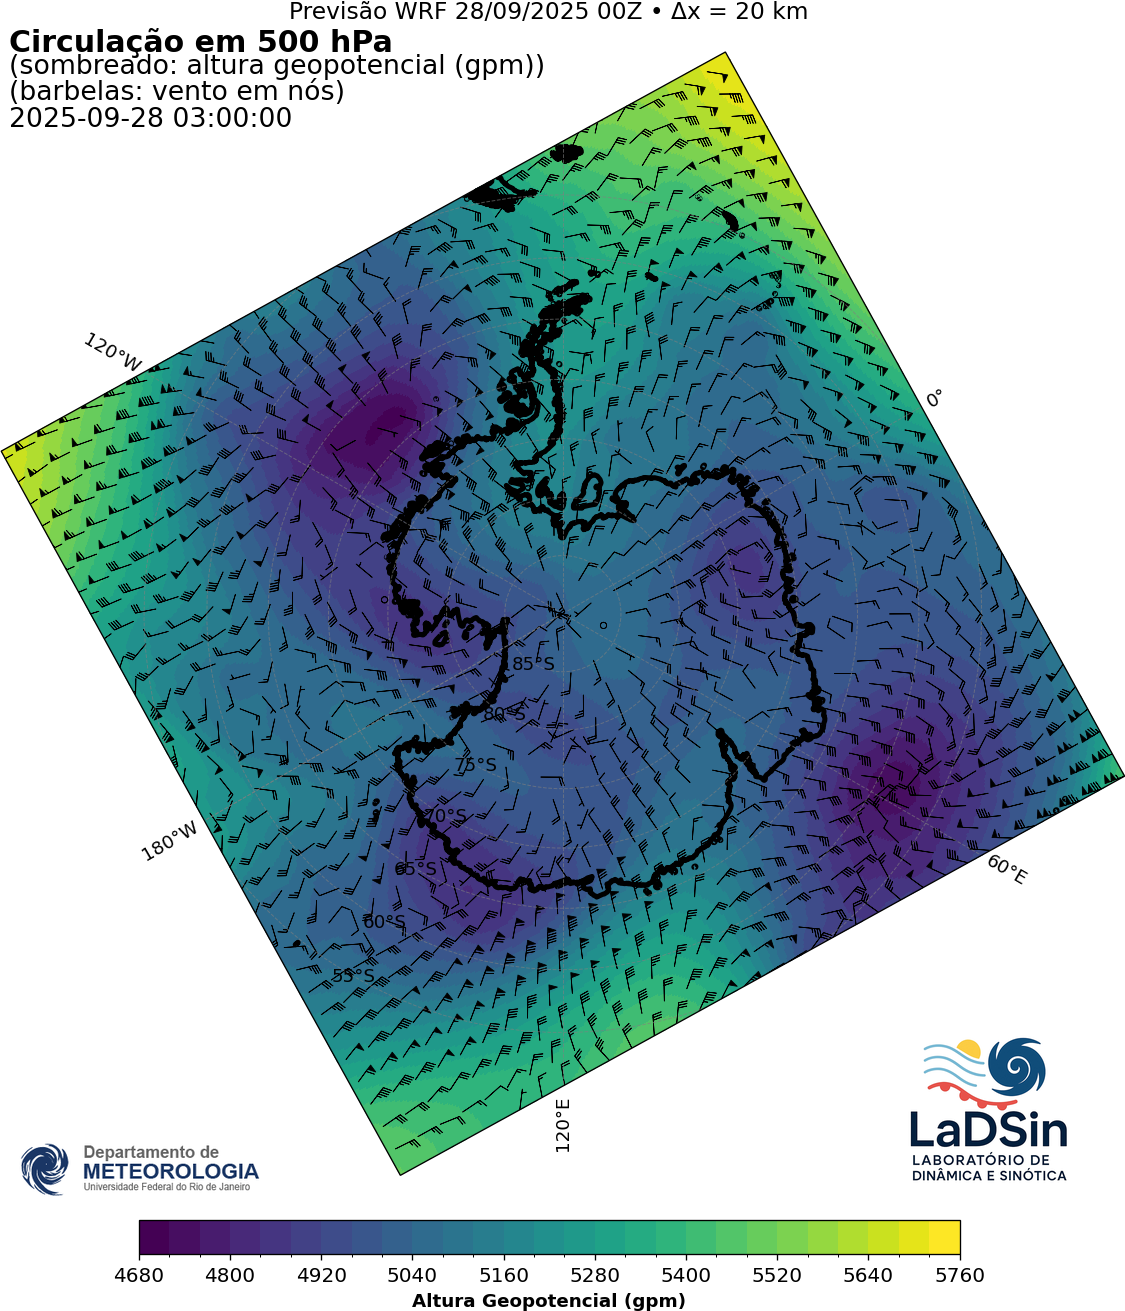 Previsão WRF 28/09/2025 00Z • Δx = 20 km
Circulação em 500 hPa
(sombreado: altura geopotencial (gpm))
(barbelas: vento em nós)
2025-09-28 03:00:00
120°W
0°
85°S
80°S
75°S
70°S
65°S
60°S
55°S
180°W
60°E
120°E
LaDSin
LABORATÓRIO DE
DINÂMICA E SINÓTICA
Departamento de
METEOROLOGIA
Universidade Federal do Rio de Janeiro
4680 4800 4920 5040 5160 5280 5400 5520 5640 5760
Altura Geopotencial (gpm)